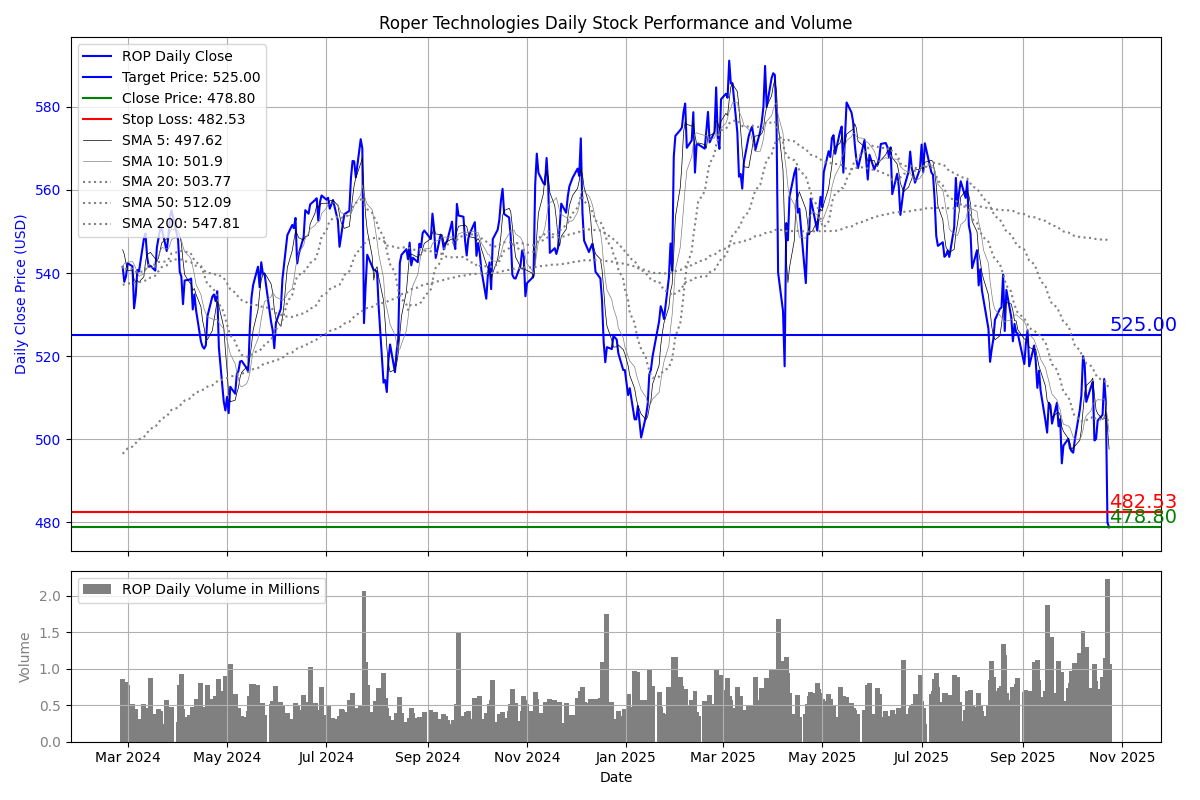 Roper Technologies Daily Stock Performance and Volume
ROP Daily Close
Target Price: 525.00
Close Price: 478.80
Stop Loss: 482.53
SMA 5: 497.62
SMA 10: 501.9
SMA 20: 503.77
SMA 50: 512.09
SMA 200: 547.81
Daily Close Price (USD)
580
560
540
520
500
480
525.00
482.53
478.80
ROP Daily Volume in Millions
Volume
2.0
1.5
1.0
0.5
0.0
Mar 2024 May 2024 Jul 2024 Sep 2024 Nov 2024 Jan 2025 Mar 2025 May 2025 Jul 2025 Sep 2025 Nov 2025
Date